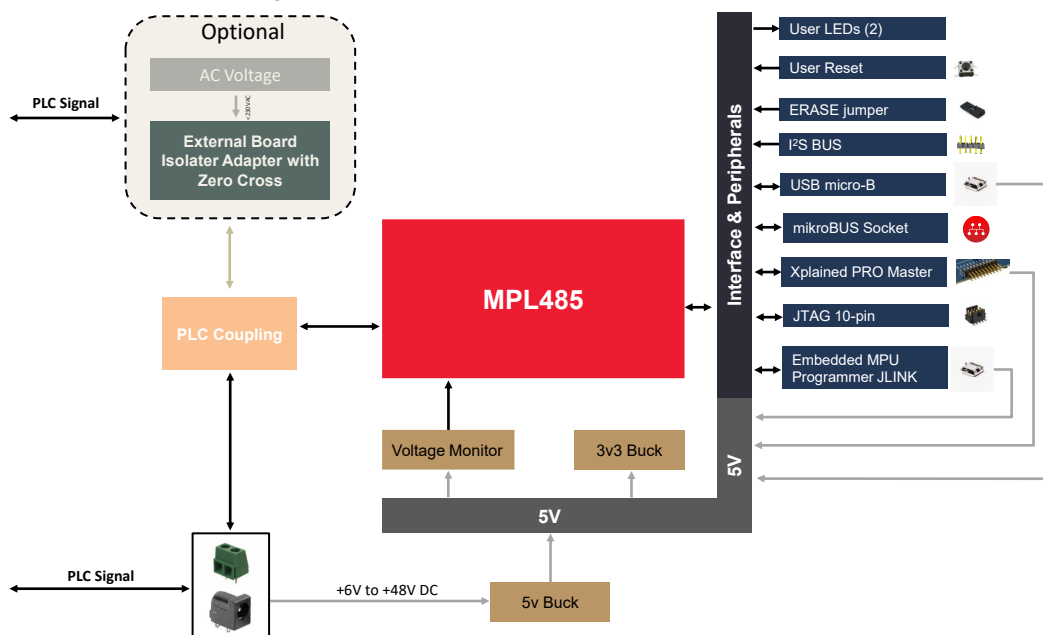 Optional
AC Voltage
<230VAC
External Board
Isolater Adapter with
Zero Cross
PLC Signal
PLC Coupling
MPL485
Interface & Peripherals
User LEDs (2)
User Reset
ERASE jumper
I²S BUS
USB micro-B
mikroBUS Socket
Xplained PRO Master
JTAG 10-pin
Embedded MPU
Programmer JLINK
Voltage Monitor
3v3 Buck
5V
5V
PLC Signal
+6V to +48V DC
5v Buck